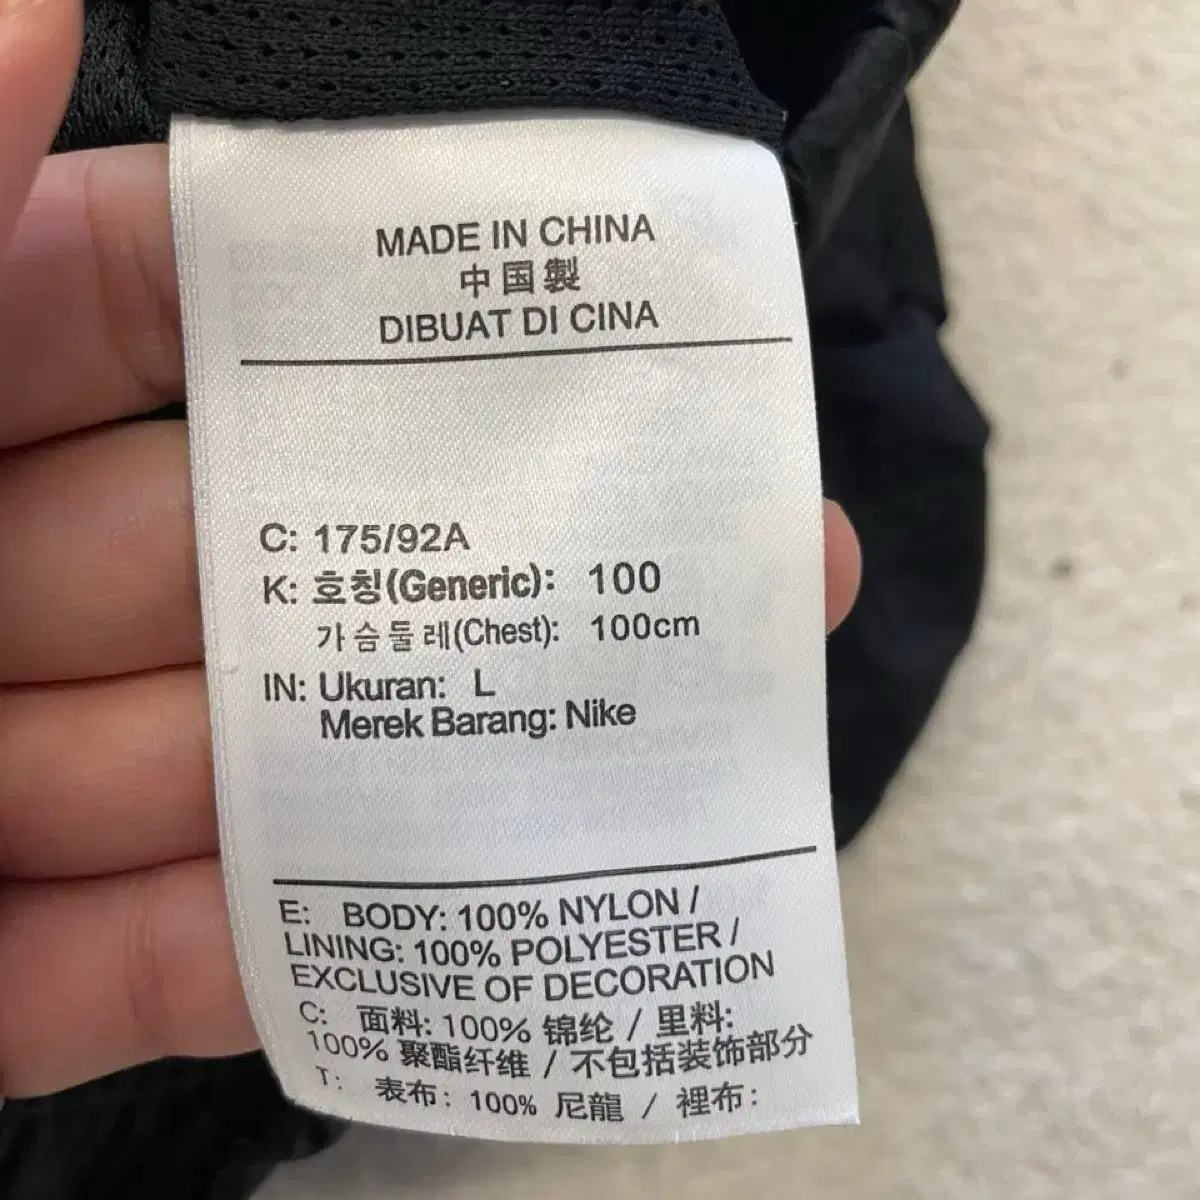 MADE IN CHINA
中国製
DIBUAT DI CINA
C: 175/92A
K: 호칭(Generic): 100
가슴둘레(Chest): 100cm
IN: Ukuran: L
Merek Barang: Nike
E: BODY: 100% NYLON /
LINING: 100% POLYESTER /
EXCLUSIVE OF DECORATION
C: 面料: 100% 锦纶 / 里料:
100% 聚酯纤维 / 不包括装饰部分
T: 表布: 100% 尼龍 / 裡布: